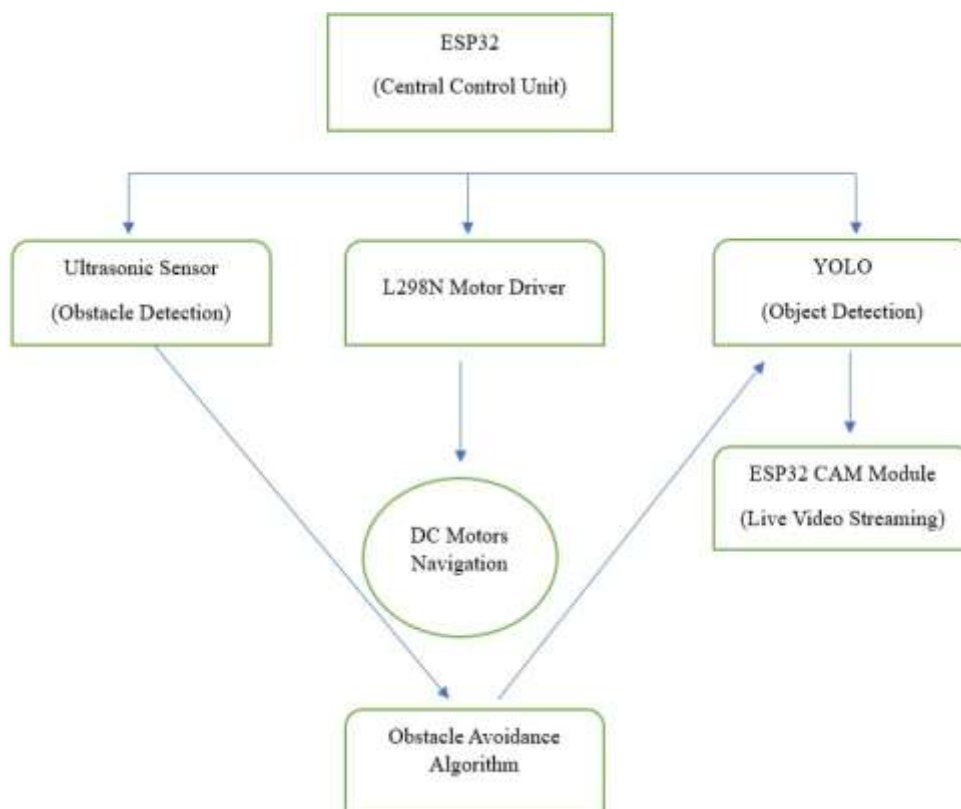 ESP32
(Central Control Unit)
Ultrasonic Sensor
(Obstacle Detection)
L298N Motor Driver
YOLO
(Object Detection)
ESP32 CAM Module
(Live Video Streaming)
DC Motors
Navigation
Obstacle Avoidance
Algorithm